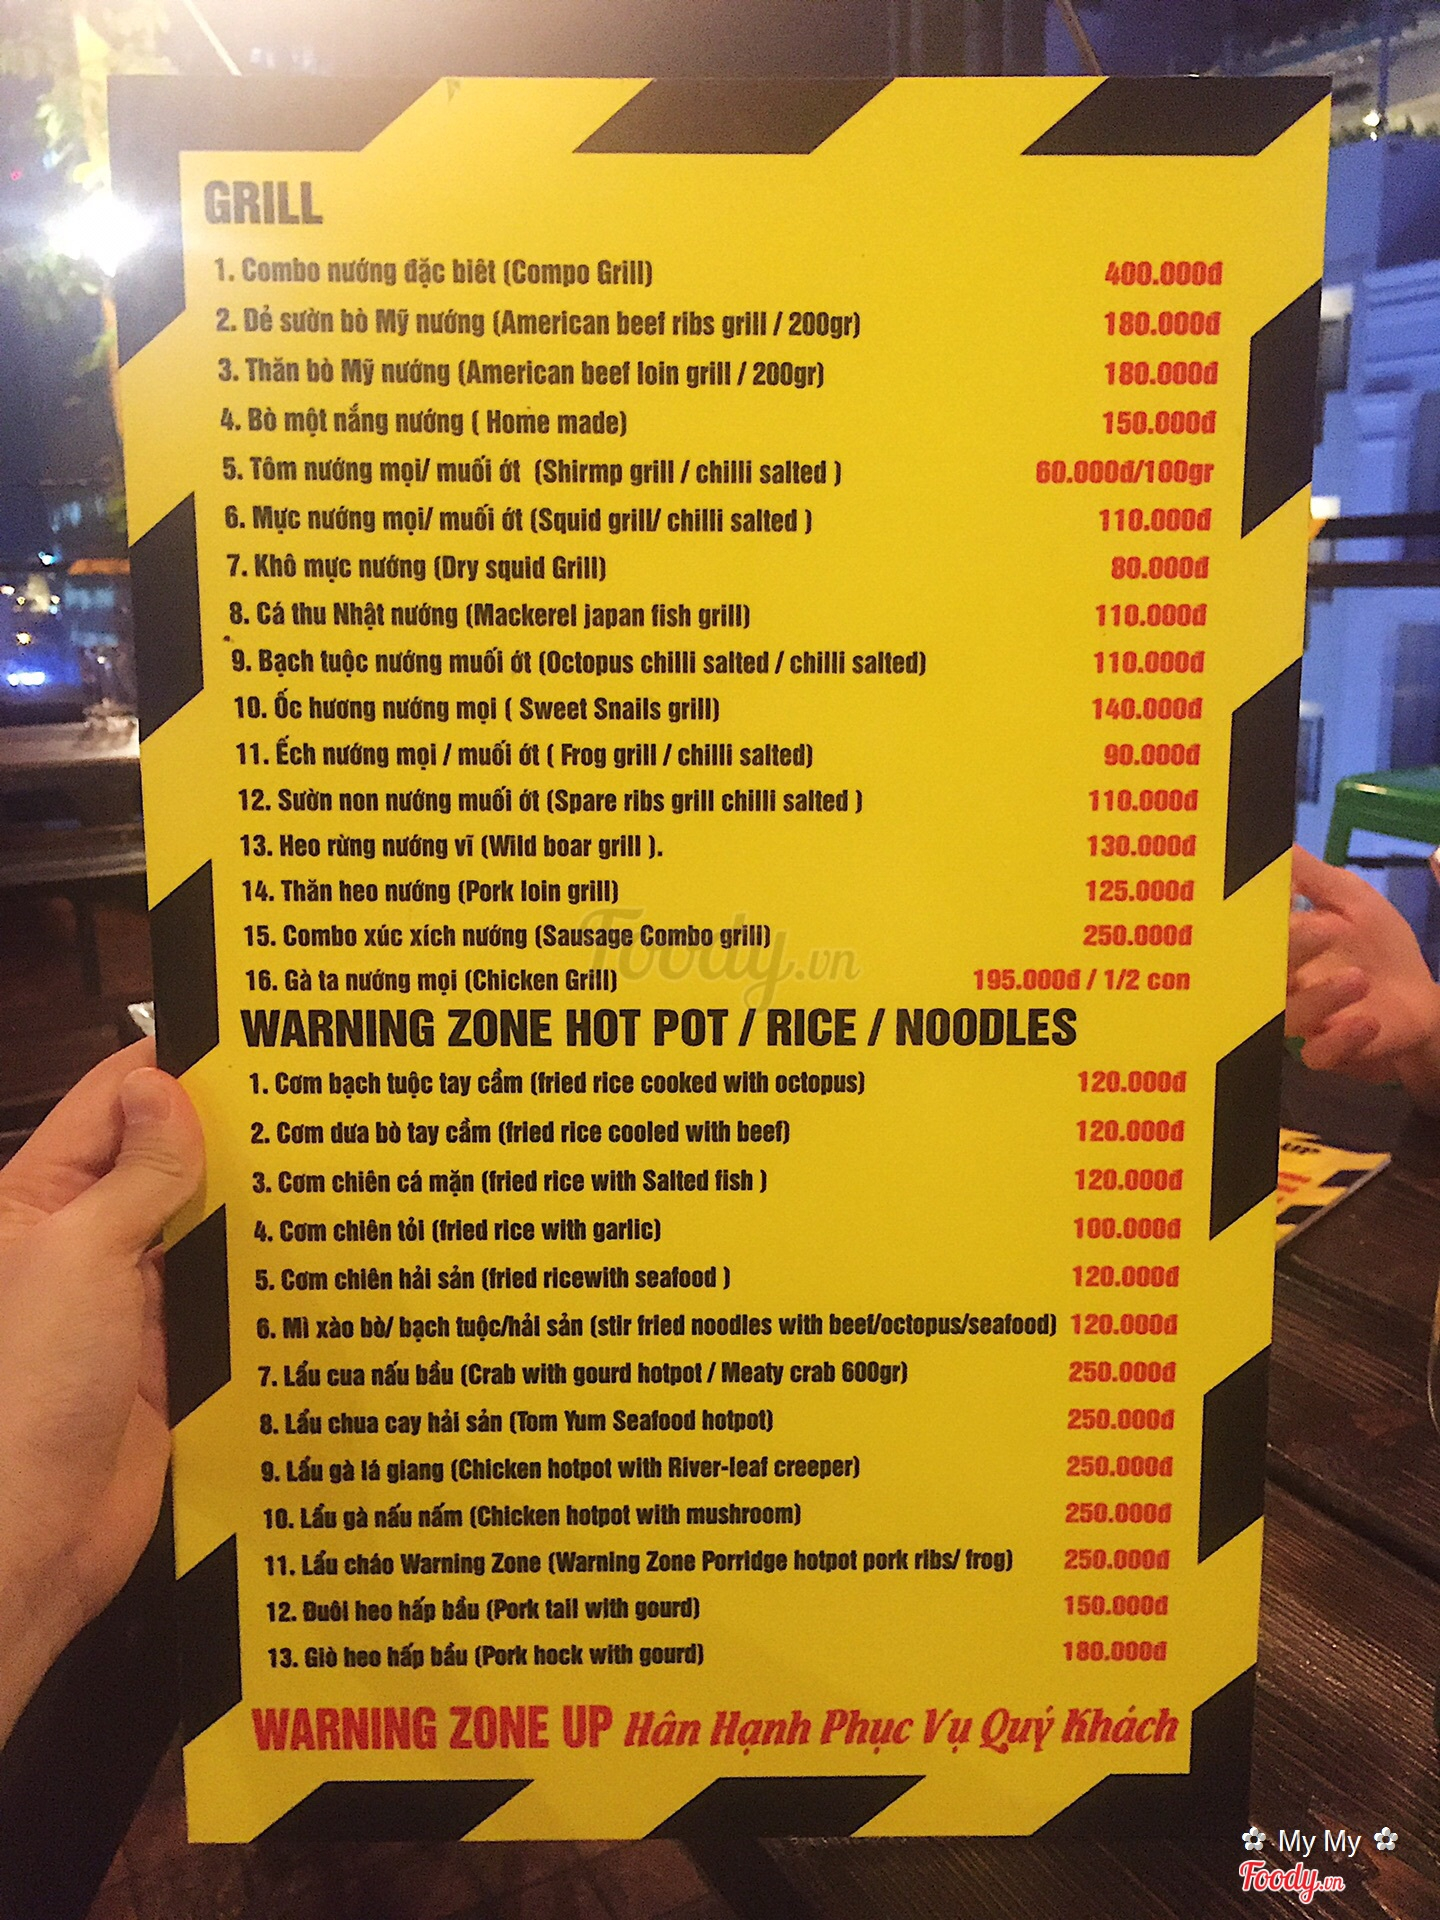 GRILL
1. Combo nướng đặc biêt (Compo Grill) 400.000đ
2. Dẻ sườn bò Mỹ nướng (American beef ribs grill / 200gr) 180.000đ
3. Thăn bò Mỹ nướng (American beef loin grill / 200gr) 180.000đ
4. Bò một nắng nướng ( Home made) 150.000đ
5. Tôm nướng mọi/ muối ớt (Shirmp grill / chilli salted ) 60.000đ/100gr
6. Mực nướng mọi/ muối ớt (Squid grill/ chilli salted ) 110.000đ
7. Khô mực nướng (Dry squid Grill) 80.000đ
8. Cá thu Nhật nướng (Mackerel japan fish grill) 110.000đ
9. Bạch tuộc nướng muối ớt (Octopus chilli salted / chilli salted) 110.000đ
10. Ốc hương nướng mọi ( Sweet Snails grill) 140.000đ
11. Ếch nướng mọi / muối ớt ( Frog grill / chilli salted) 90.000đ
12. Sườn non nướng muối ớt (Spare ribs grill chilli salted ) 110.000đ
13. Heo rừng nướng vĩ (Wild boar grill ). 130.000đ
14. Thăn heo nướng (Pork loin grill) 125.000đ
15. Combo xúc xích nướng (Sausage Combo grill) 250.000đ
Foody.vn
16. Gà ta nướng mọi (Chicken Grill) 195.000đ / 1/2 con
WARNING ZONE HOT POT / RICE / NOODLES
1. Cơm bạch tuộc tay cầm (fried rice cooked with octopus) 120.000đ
2. Cơm dưa bò tay cầm (fried rice cooled with beef) 120.000đ
3. Cơm chiên cá mặn (fried rice with Salted fish ) 120.000đ
4. Cơm chiên tỏi (fried rice with garlic) 100.000đ
5. Cơm chiên hải sản (fried ricewith seafood ) 120.000đ
6. Mì xào bò/ bạch tuộc/hải sản (stir fried noodles with beef/octopus/seafood) 120.000đ
7. Lẩu cua nấu bầu (Crab with gourd hotpot / Meaty crab 600gr) 250.000đ
8. Lẩu chua cay hải sản (Tom Yum Seafood hotpot) 250.000đ
9. Lẩu gà lá giang (Chicken hotpot with River-leaf creeper) 250.000đ
10. Lẩu gà nấu nấm (Chicken hotpot with mushroom) 250.000đ
11. Lẩu cháo Warning Zone (Warning Zone Porridge hotpot pork ribs/ frog) 250.000đ
12. Đuôi heo hấp bầu (Pork tail with gourd) 150.000đ
13. Giò heo hấp bầu (Pork hock with gourd) 180.000đ
WARNING ZONE UP Hân Hạnh Phục Vụ Quý Khách
My My
Foody.vn